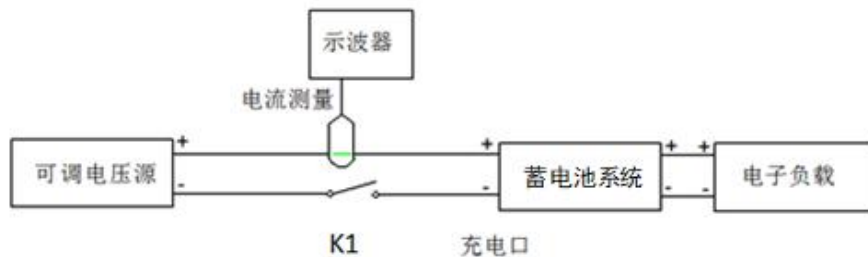 示波器
电流测量
+ + + +
可调电压源 蓄电池系统 电子负载
- - - -
K1 充电口